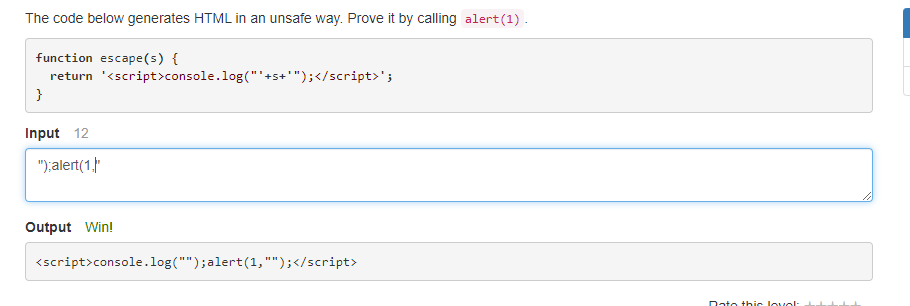 The code below generates HTML in an unsafe way. Prove it by calling alert(1) .
function escape(s) {
  return '<script>console.log("'+s+'");</script>';
}
Input 12
");alert(1,"
Output Win!
<script>console.log("");alert(1,"");</script>
Rate this level: